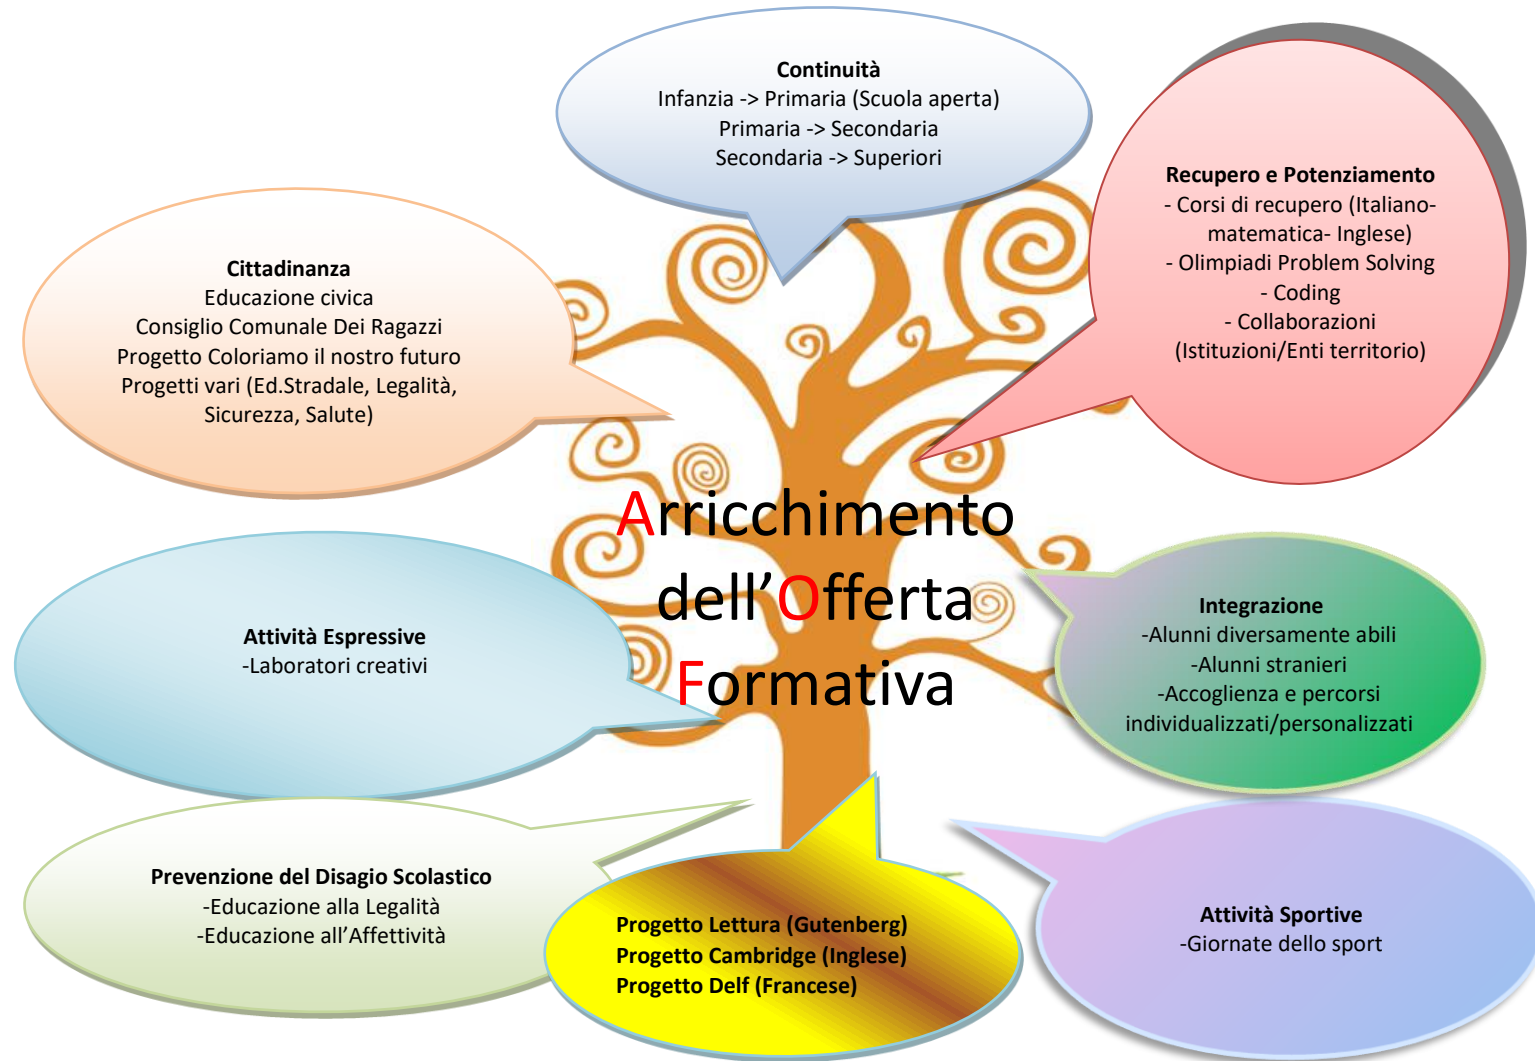 Continuità
Infanzia -> Primaria (Scuola aperta)
Primaria -> Secondaria
Secondaria -> Superiori
Recupero e Potenziamento
- Corsi di recupero (Italiano-
matematica- Inglese)
- Olimpiadi Problem Solving
- Coding
- Collaborazioni
(Istituzioni/Enti territorio)
Cittadinanza
Educazione civica
Consiglio Comunale Dei Ragazzi
Progetto Coloriamo il nostro futuro
Progetti vari (Ed.Stradale, Legalità,
Sicurezza, Salute)
Arricchimento
dell’Offerta
Formativa
Attività Espressive
-Laboratori creativi
Integrazione
-Alunni diversamente abili
-Alunni stranieri
-Accoglienza e percorsi
individualizzati/personalizzati
Prevenzione del Disagio Scolastico
-Educazione alla Legalità
-Educazione all’Affettività
Progetto Lettura (Gutenberg)
Progetto Cambridge (Inglese)
Progetto Delf (Francese)
Attività Sportive
-Giornate dello sport